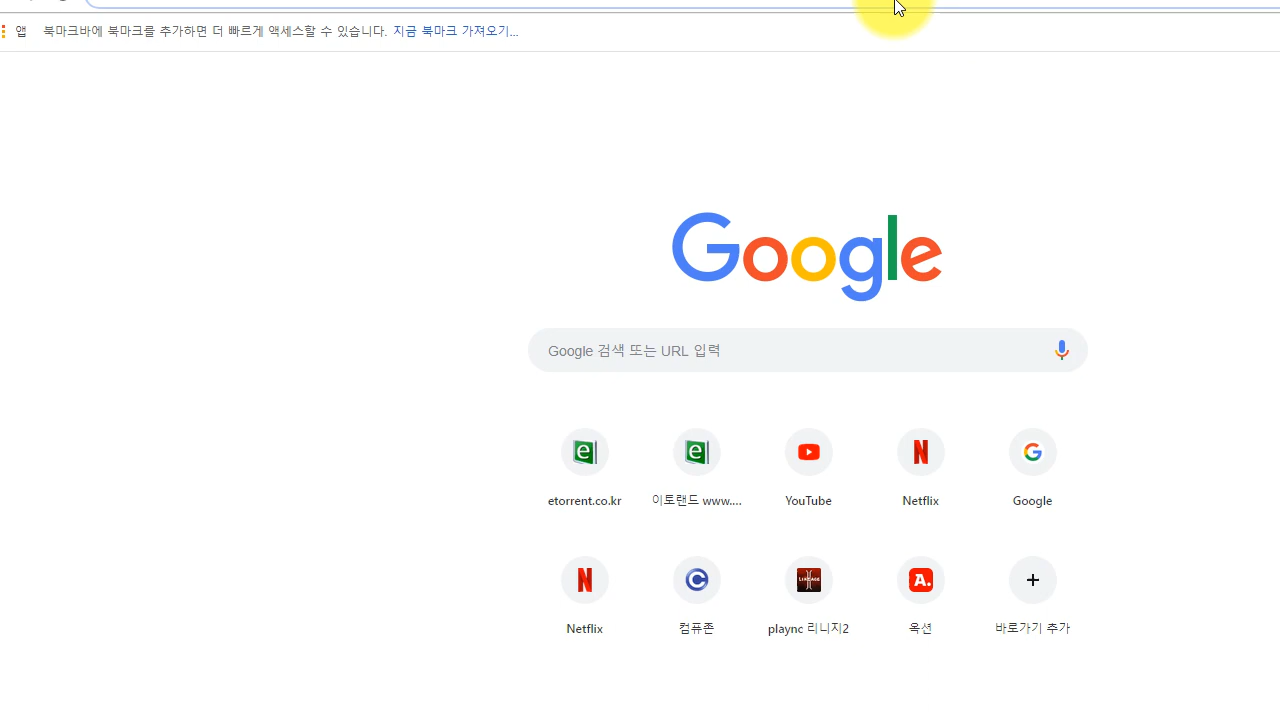 앱 북마크바에 북마크를 추가하면 더 빠르게 액세스할 수 있습니다. 지금 북마크 가져오기...
Google
Google 검색 또는 URL 입력
etorrent.co.kr 이토랜드 www.... YouTube Netflix Google
LINEAGE
Netflix 컴퓨존 plaync 리니지2 옥션 바로가기 추가